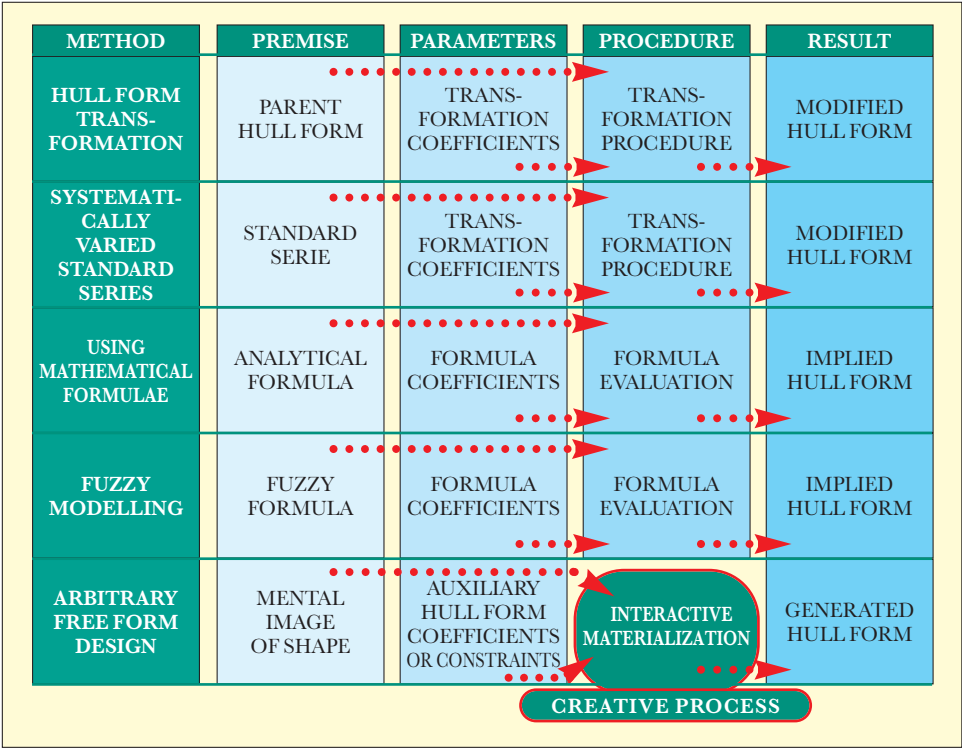 METHOD PREMISE PARAMETERS PROCEDURE RESULT
HULL FORM
TRANS-
FORMATION
PARENT
HULL FORM
TRANS-
FORMATION
COEFFICIENTS
TRANS-
FORMATION
PROCEDURE
MODIFIED
HULL FORM
SYSTEMATI-
CALLY
VARIED
STANDARD
SERIES
STANDARD
SERIE
TRANS-
FORMATION
COEFFICIENTS
TRANS-
FORMATION
PROCEDURE
MODIFIED
HULL FORM
USING
MATHEMATICAL
FORMULAE
ANALYTICAL
FORMULA
FORMULA
COEFFICIENTS
FORMULA
EVALUATION
IMPLIED
HULL FORM
FUZZY
MODELLING
FUZZY
FORMULA
FORMULA
COEFFICIENTS
FORMULA
EVALUATION
IMPLIED
HULL FORM
ARBITRARY
FREE FORM
DESIGN
MENTAL
IMAGE
OF SHAPE
AUXILIARY
HULL FORM
COEFFICIENTS
OR CONSTRAINTS
INTERACTIVE
MATERIALIZATION
GENERATED
HULL FORM
CREATIVE PROCESS